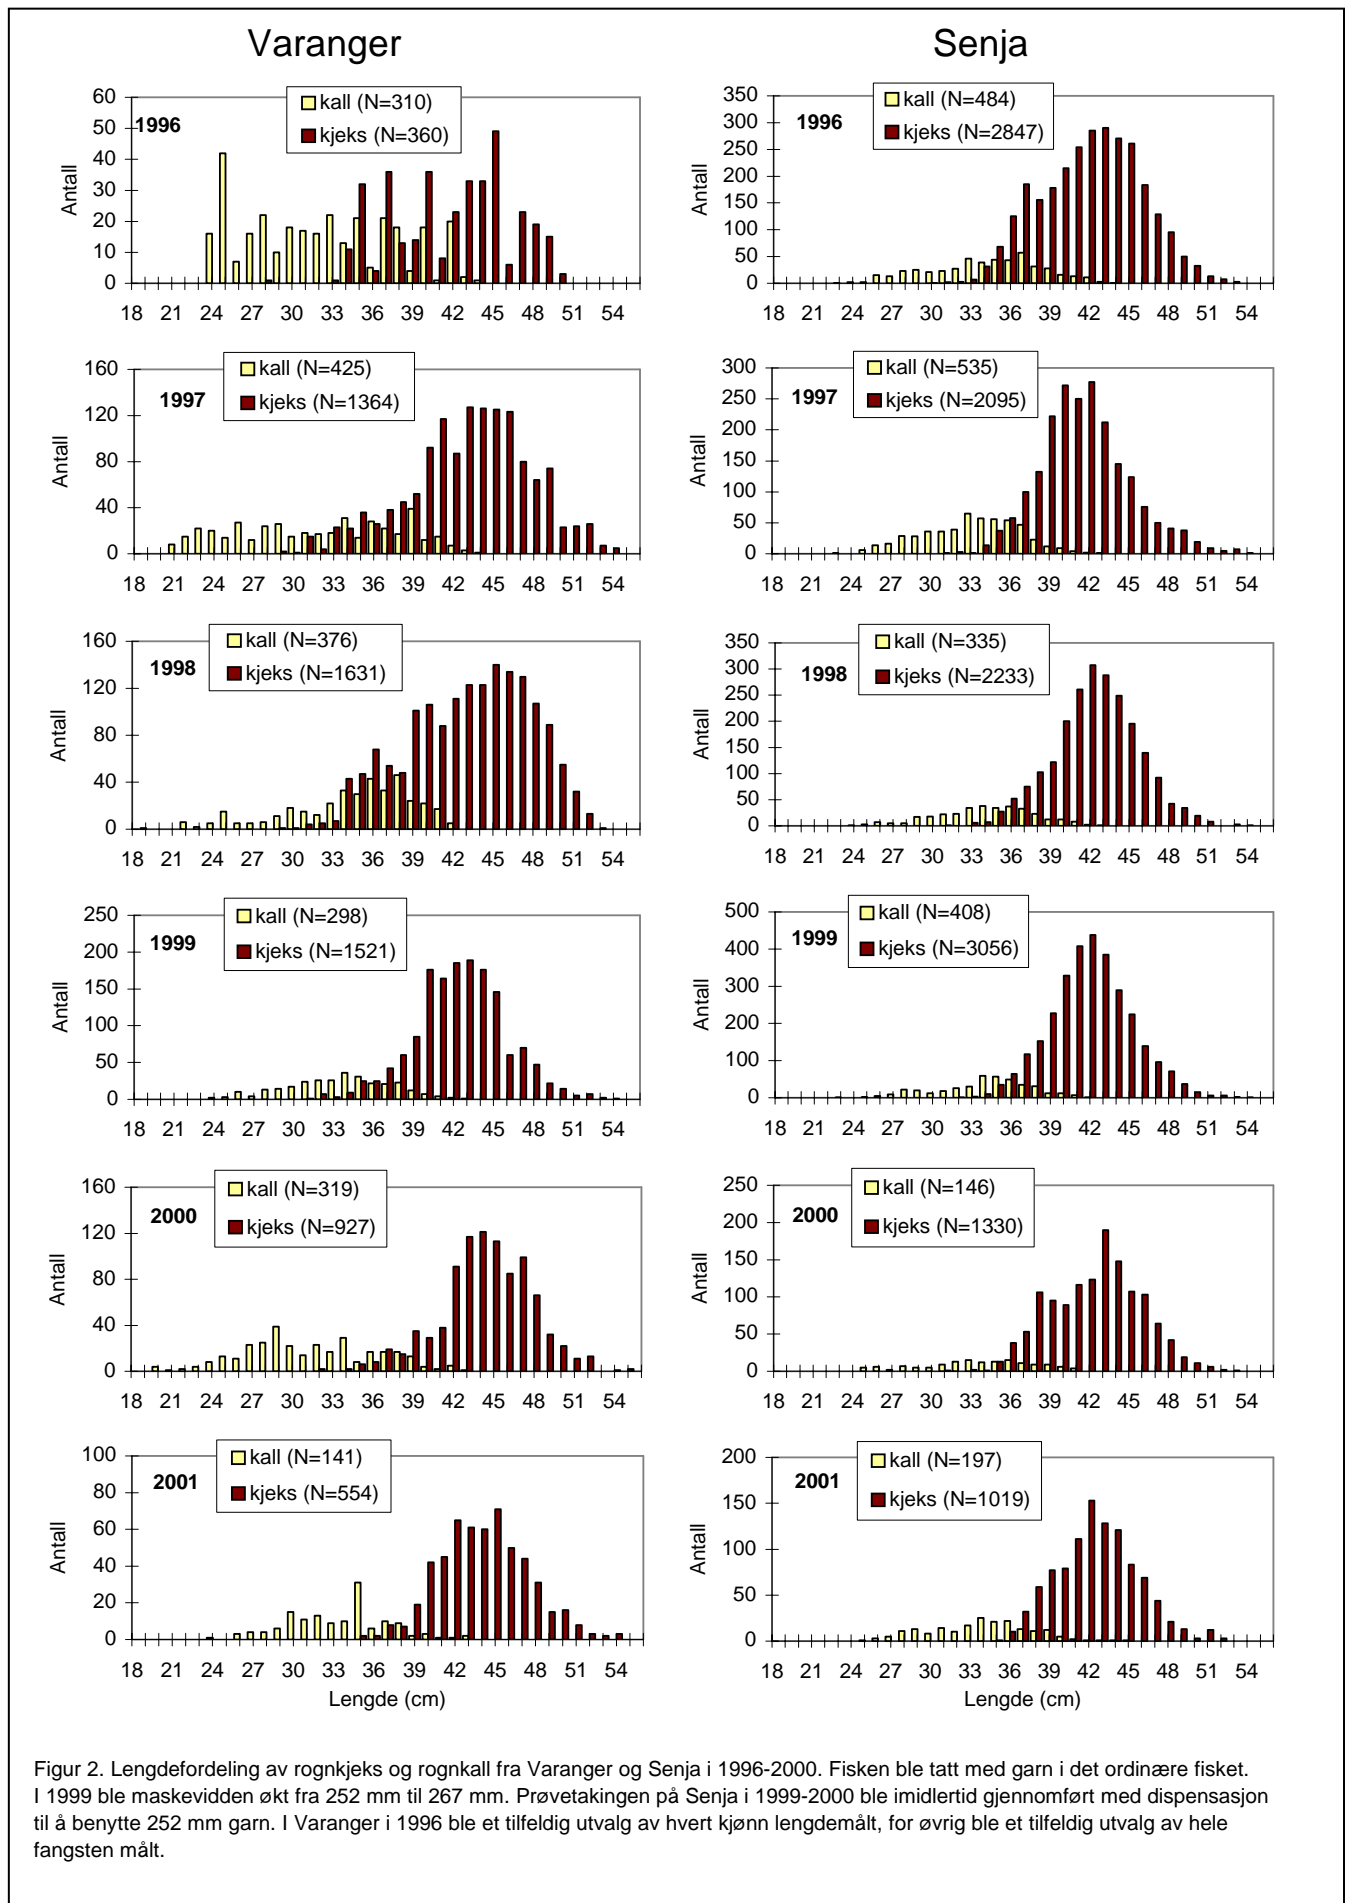 Varanger
Senja
60
50
40
30
20
10
0
Antall
1996
kall (N=310)
kjeks (N=360)
18 21 24 27 30 33 36 39 42 45 48 51 54
350
300
250
200
150
100
50
0
Antall
1996
kall (N=484)
kjeks (N=2847)
18 21 24 27 30 33 36 39 42 45 48 51 54
160
120
80
40
0
Antall
1997
kall (N=425)
kjeks (N=1364)
18 21 24 27 30 33 36 39 42 45 48 51 54
300
250
200
150
100
50
0
Antall
1997
kall (N=535)
kjeks (N=2095)
18 21 24 27 30 33 36 39 42 45 48 51 54
160
120
80
40
0
Antall
1998
kall (N=376)
kjeks (N=1631)
18 21 24 27 30 33 36 39 42 45 48 51 54
350
300
250
200
150
100
50
0
Antall
1998
kall (N=335)
kjeks (N=2233)
18 21 24 27 30 33 36 39 42 45 48 51 54
250
200
150
100
50
0
Antall
1999
kall (N=298)
kjeks (N=1521)
18 21 24 27 30 33 36 39 42 45 48 51 54
500
400
300
200
100
0
Antall
1999
kall (N=408)
kjeks (N=3056)
18 21 24 27 30 33 36 39 42 45 48 51 54
160
120
80
40
0
Antall
2000
kall (N=319)
kjeks (N=927)
18 21 24 27 30 33 36 39 42 45 48 51 54
250
200
150
100
50
0
Antall
2000
kall (N=146)
kjeks (N=1330)
18 21 24 27 30 33 36 39 42 45 48 51 54
100
80
60
40
20
0
Antall
2001
kall (N=141)
kjeks (N=554)
18 21 24 27 30 33 36 39 42 45 48 51 54
Lengde (cm)
200
150
100
50
0
Antall
2001
kall (N=197)
kjeks (N=1019)
18 21 24 27 30 33 36 39 42 45 48 51 54
Lengde (cm)
Figur 2. Lengdefordeling av rognkjeks og rognkall fra Varanger og Senja i 1996-2000. Fisken ble tatt med garn i det ordinære fisket.
I 1999 ble maskevidden økt fra 252 mm til 267 mm. Prøvetakingen på Senja i 1999-2000 ble imidlertid gjennomført med dispensasjon
til å benytte 252 mm garn. I Varanger i 1996 ble et tilfeldig utvalg av hvert kjønn lengdemålt, for øvrig ble et tilfeldig utvalg av hele
fangsten målt.